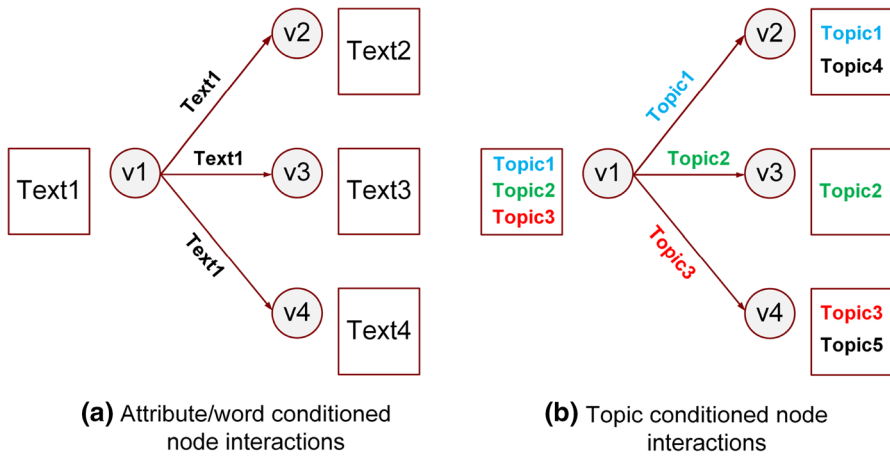 v2
Text2
Text1
Text1
v1
Text1
v3
Text3
Text1
v4
Text4
(a) Attribute/word conditioned
node interactions
v2
Topic1
Topic4
Topic1
Topic1
Topic2
Topic3
v1
Topic2
v3
Topic2
Topic3
v4
Topic3
Topic5
(b) Topic conditioned node
interactions